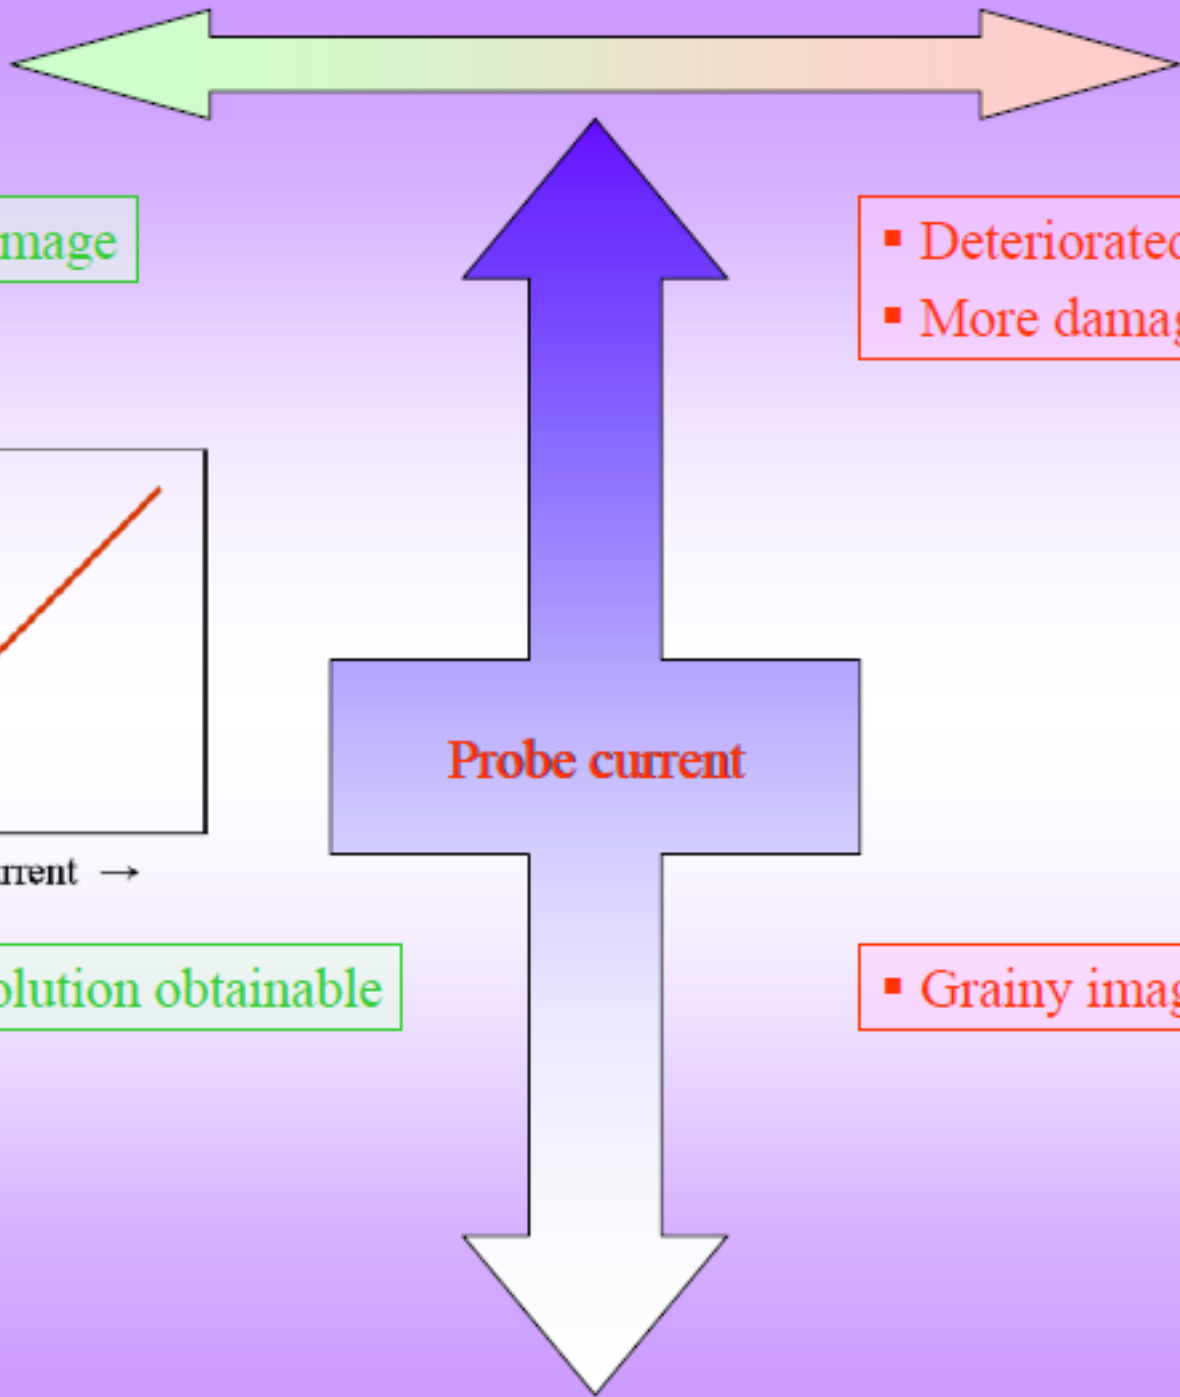 mage
▪ Deteriorated
▪ More damag
Probe current
rrent →
olution obtainable
▪ Grainy imag